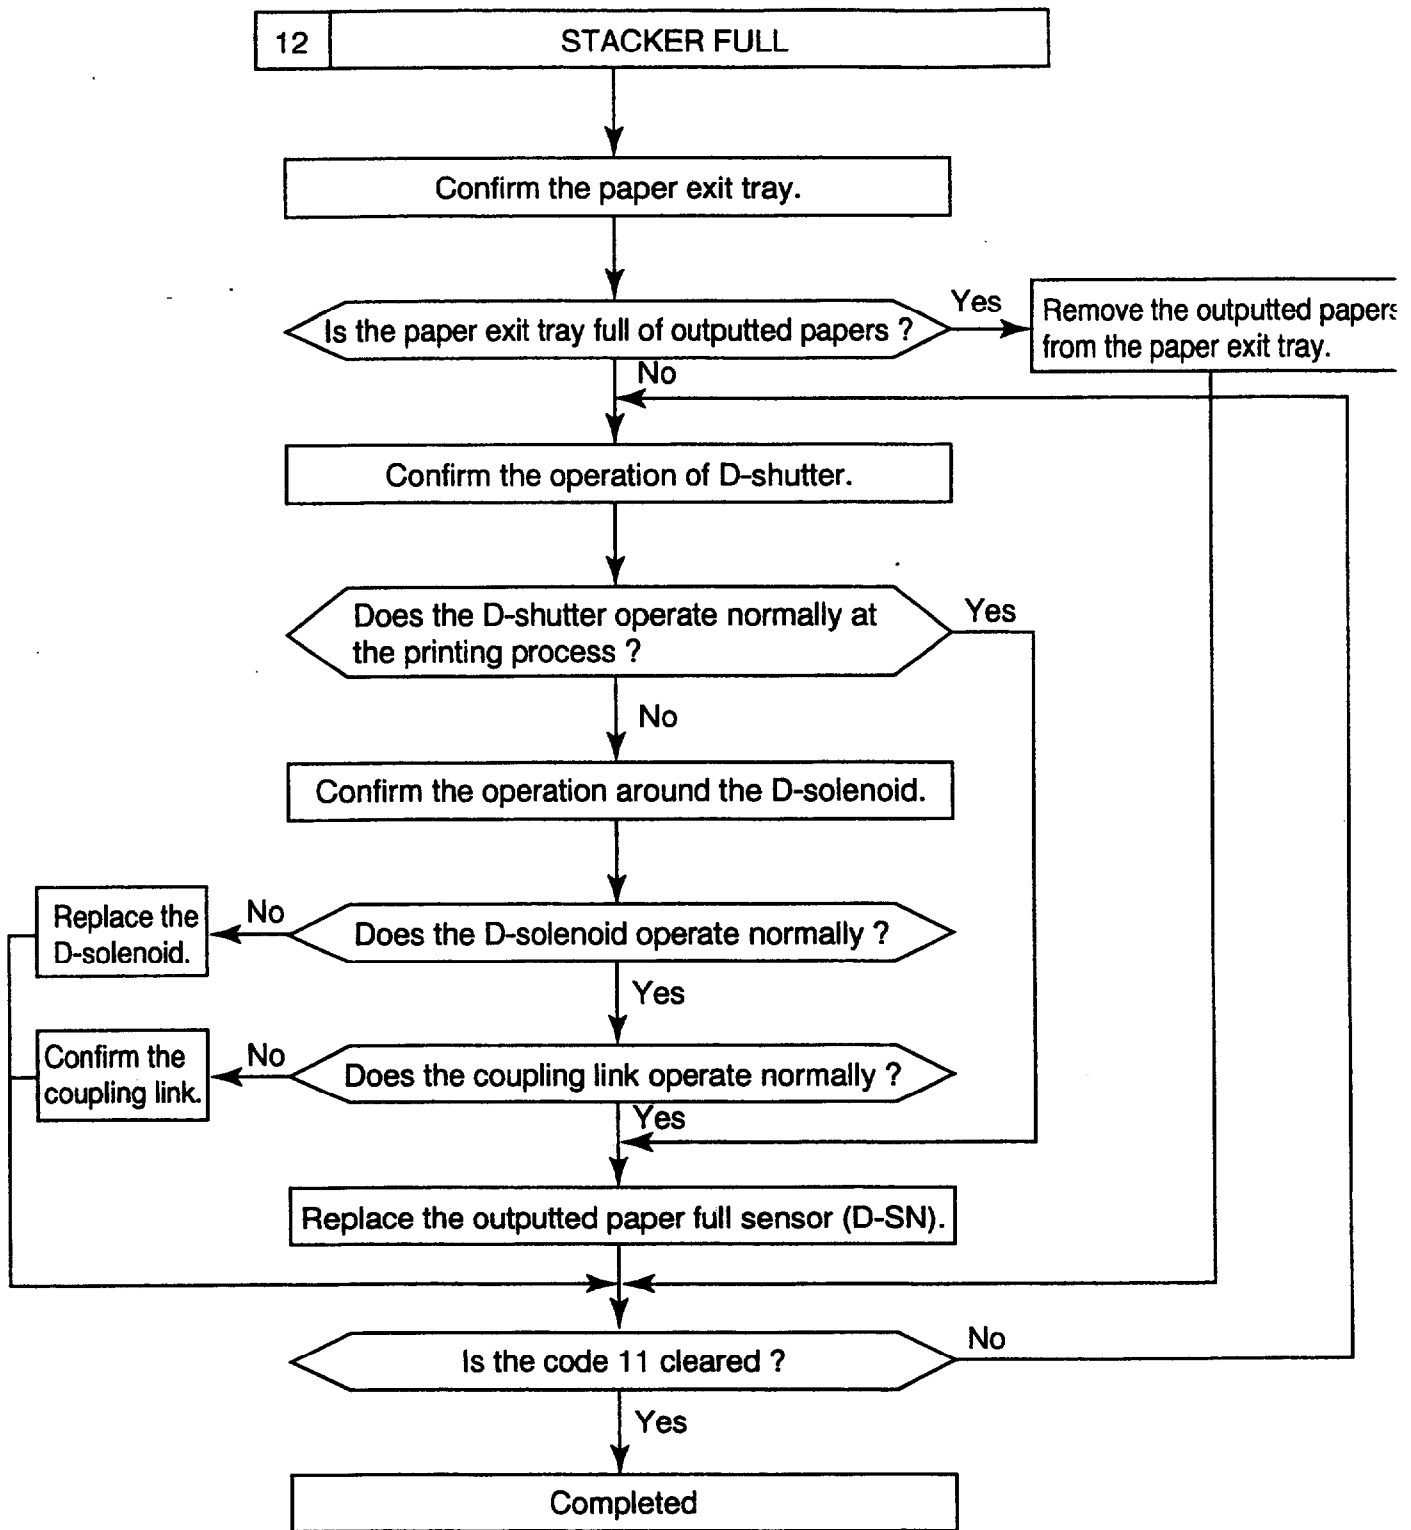 12 STACKER FULL
Confirm the paper exit tray.
Is the paper exit tray full of outputted papers ?
Yes
Remove the outputted papers
from the paper exit tray.
No
Confirm the operation of D-shutter.
Does the D-shutter operate normally at
the printing process ?
Yes
No
Confirm the operation around the D-solenoid.
Replace the
D-solenoid.
No
Does the D-solenoid operate normally ?
Yes
Confirm the
coupling link.
No
Does the coupling link operate normally ?
Yes
Replace the outputted paper full sensor (D-SN).
Is the code 11 cleared ?
No
Yes
Completed